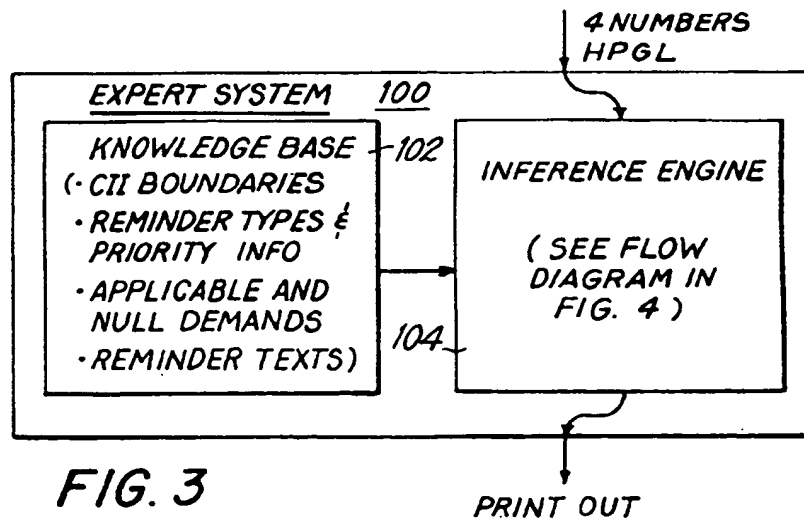 4 NUMBERS
HPGL
EXPERT SYSTEM 100
KNOWLEDGE BASE 102
(· CII BOUNDARIES
· REMINDER TYPES &
PRIORITY INFO
· APPLICABLE AND
NULL DEMANDS
· REMINDER TEXTS)
INFERENCE ENGINE
(SEE FLOW
DIAGRAM IN
FIG. 4)
104
FIG. 3
PRINT OUT